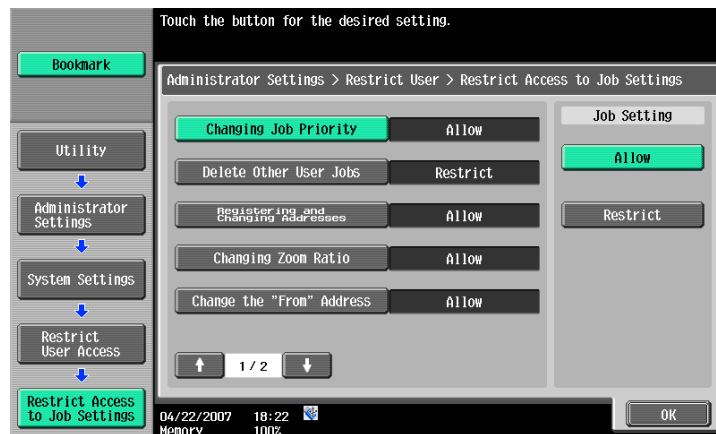 Touch the button for the desired setting.
Bookmark
Administrator Settings > Restrict User > Restrict Access to Job Settings
Utility
Administrator
Settings
System Settings
Restrict
User Access
Restrict Access
to Job Settings
Changing Job Priority Allow
Delete Other User Jobs Restrict
Registering and
Changing Addresses Allow
Changing Zoom Ratio Allow
Change the "From" Address Allow
1/2
Job Setting
Allow
Restrict
04/22/2007 18:22
Memory 100%
OK